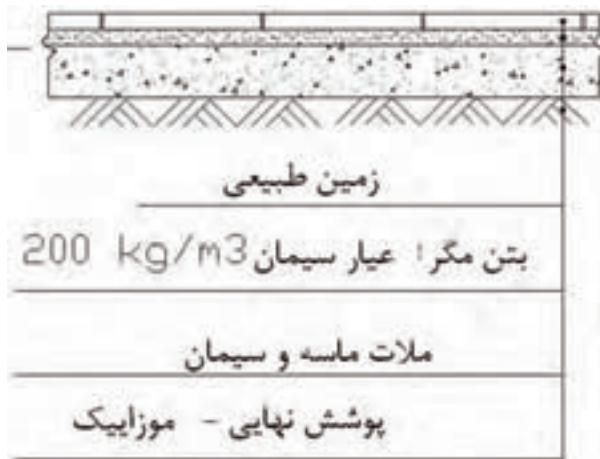 زمین طبیعی
بتن مگر: عیار سیمان 200 kg/m3
ملات ماسه و سیمان
پوشش نهایی - موزاییک